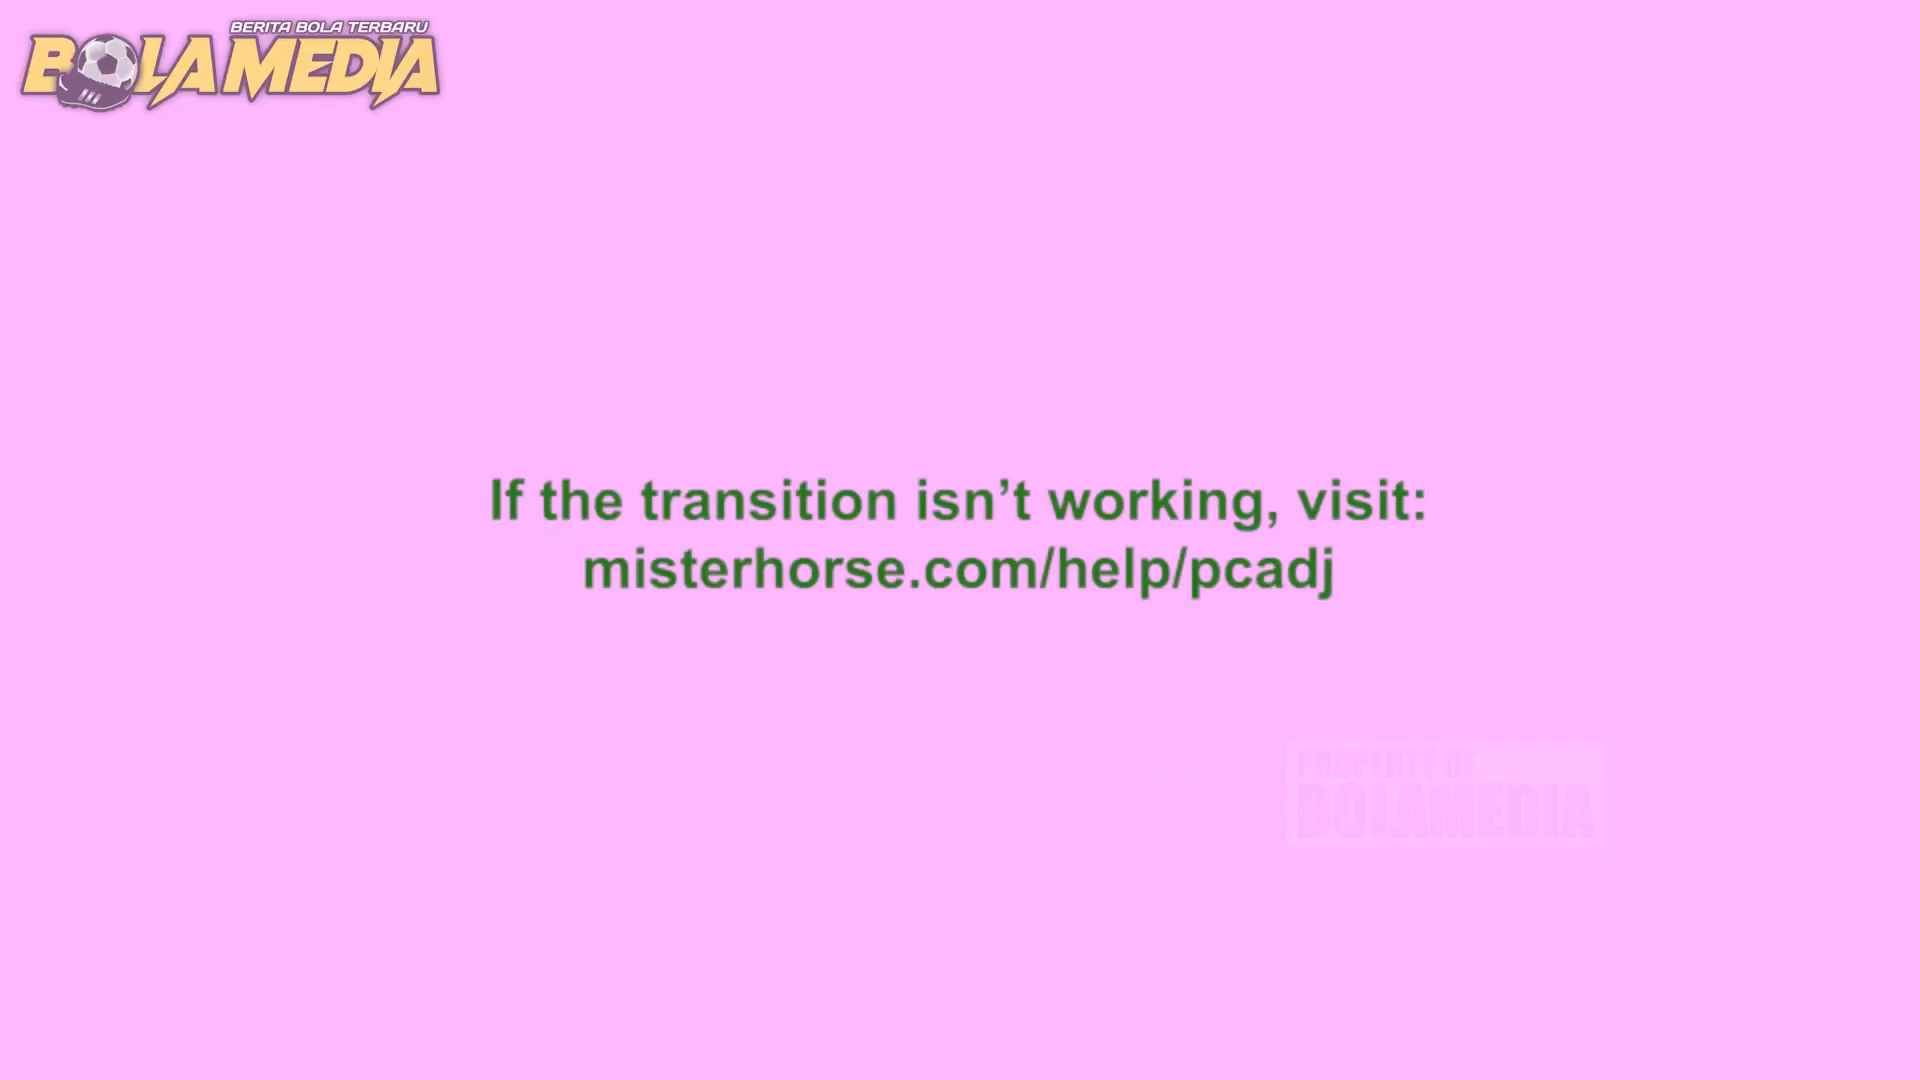 BERITA BOLA TERBARU
BOLAMEDIA
If the transition isn’t working, visit:
misterhorse.com/help/pcadj
PROPERTY OF
BOLAMEDIA